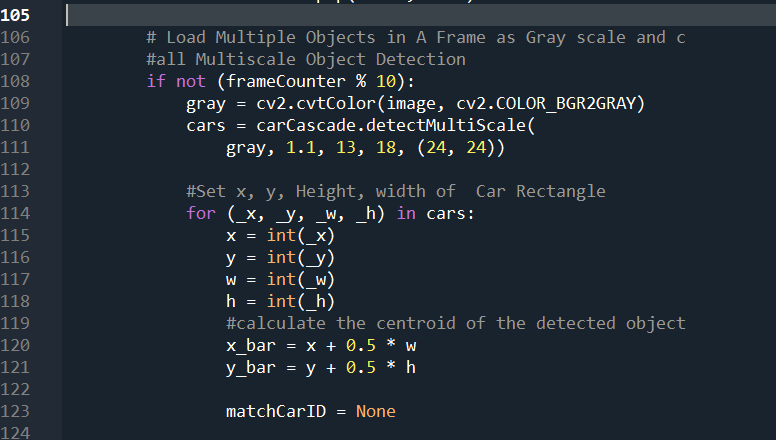 105
106 # Load Multiple Objects in A Frame as Gray scale and c
107 #all Multiscale Object Detection
108 if not (frameCounter % 10):
109 gray = cv2.cvtColor(image, cv2.COLOR_BGR2GRAY)
110 cars = carCascade.detectMultiScale(
111 gray, 1.1, 13, 18, (24, 24))
112
113 #Set x, y, Height, width of  Car Rectangle
114 for (_x, _y, _w, _h) in cars:
115 x = int(_x)
116 y = int(_y)
117 w = int(_w)
118 h = int(_h)
119 #calculate the centroid of the detected object
120 x_bar = x + 0.5 * w
121 y_bar = y + 0.5 * h
122
123 matchCarID = None
124